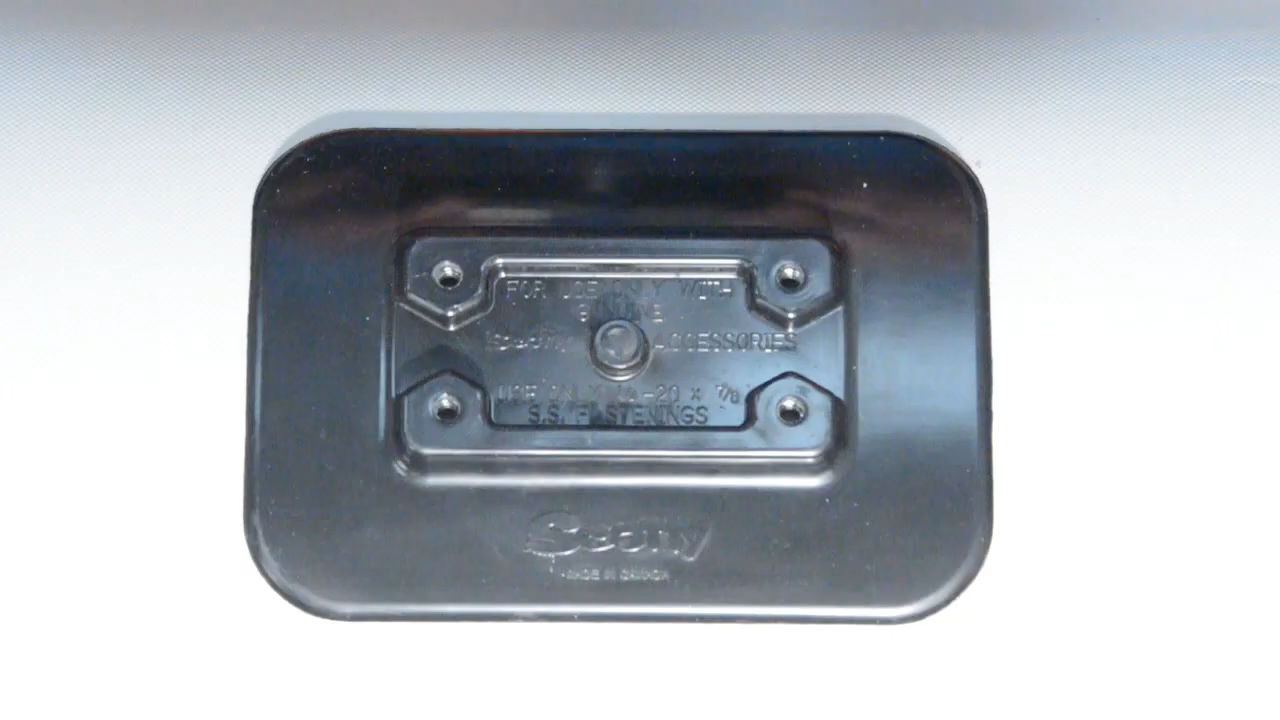 FOR USE ONLY WITH
GENUINE
Scotty ACCESSORIES
USE ONLY 1/4-20 x 7/8
S.S. FASTENINGS
Scotty
MADE IN CANADA